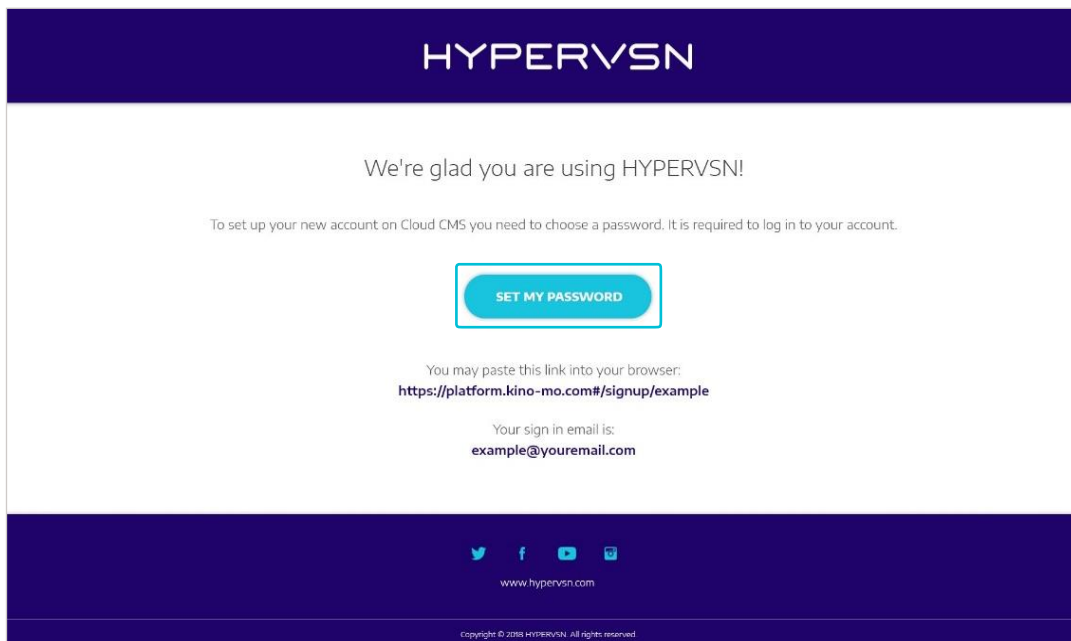 HYPERVSN
We're glad you are using HYPERVSN!
To set up your new account on Cloud CMS you need to choose a password. It is required to log in to your account.
SET MY PASSWORD
You may paste this link into your browser:
https://platform.kino-mo.com#/signup/example
Your sign in email is:
example@youremail.com
www.hypervsn.com
Copyright © 2018 HYPERVSN. All rights reserved